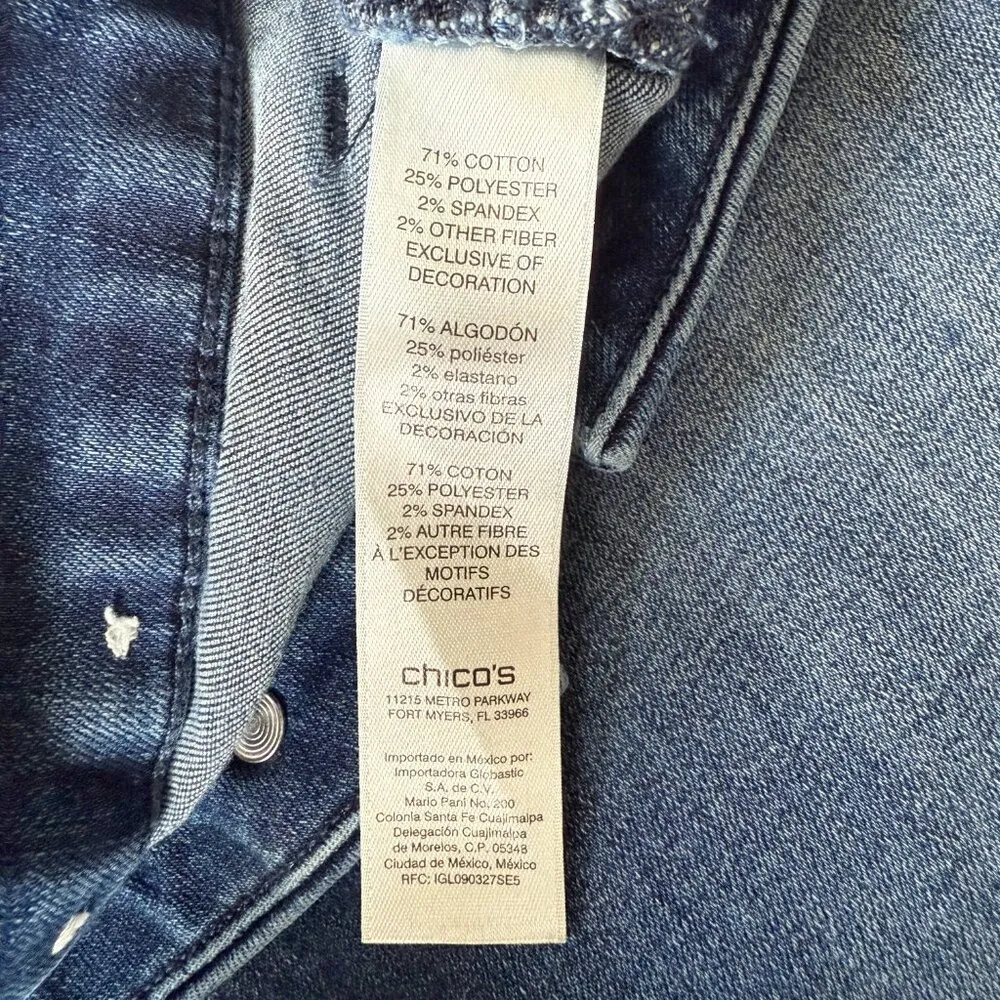 71% COTTON
25% POLYESTER
2% SPANDEX
2% OTHER FIBER
EXCLUSIVE OF
DECORATION
71% ALGODÓN
25% poliéster
2% elastano
2% otras fibras
EXCLUSIVO DE LA
DECORACIÓN
71% COTON
25% POLYESTER
2% SPANDEX
2% AUTRE FIBRE
À L'EXCEPTION DES
MOTIFS
DÉCORATIFS
chico's
11215 METRO PARKWAY
FORT MYERS, FL 33966
Importado en México por:
Importadora Globastic
S.A. de C.V.
Mario Pani No. 200
Colonia Santa Fe Cuajimalpa
Delegación Cuajimalpa
de Morelos, C.P. 05348
Ciudad de México, México
RFC: IGL090327SE5